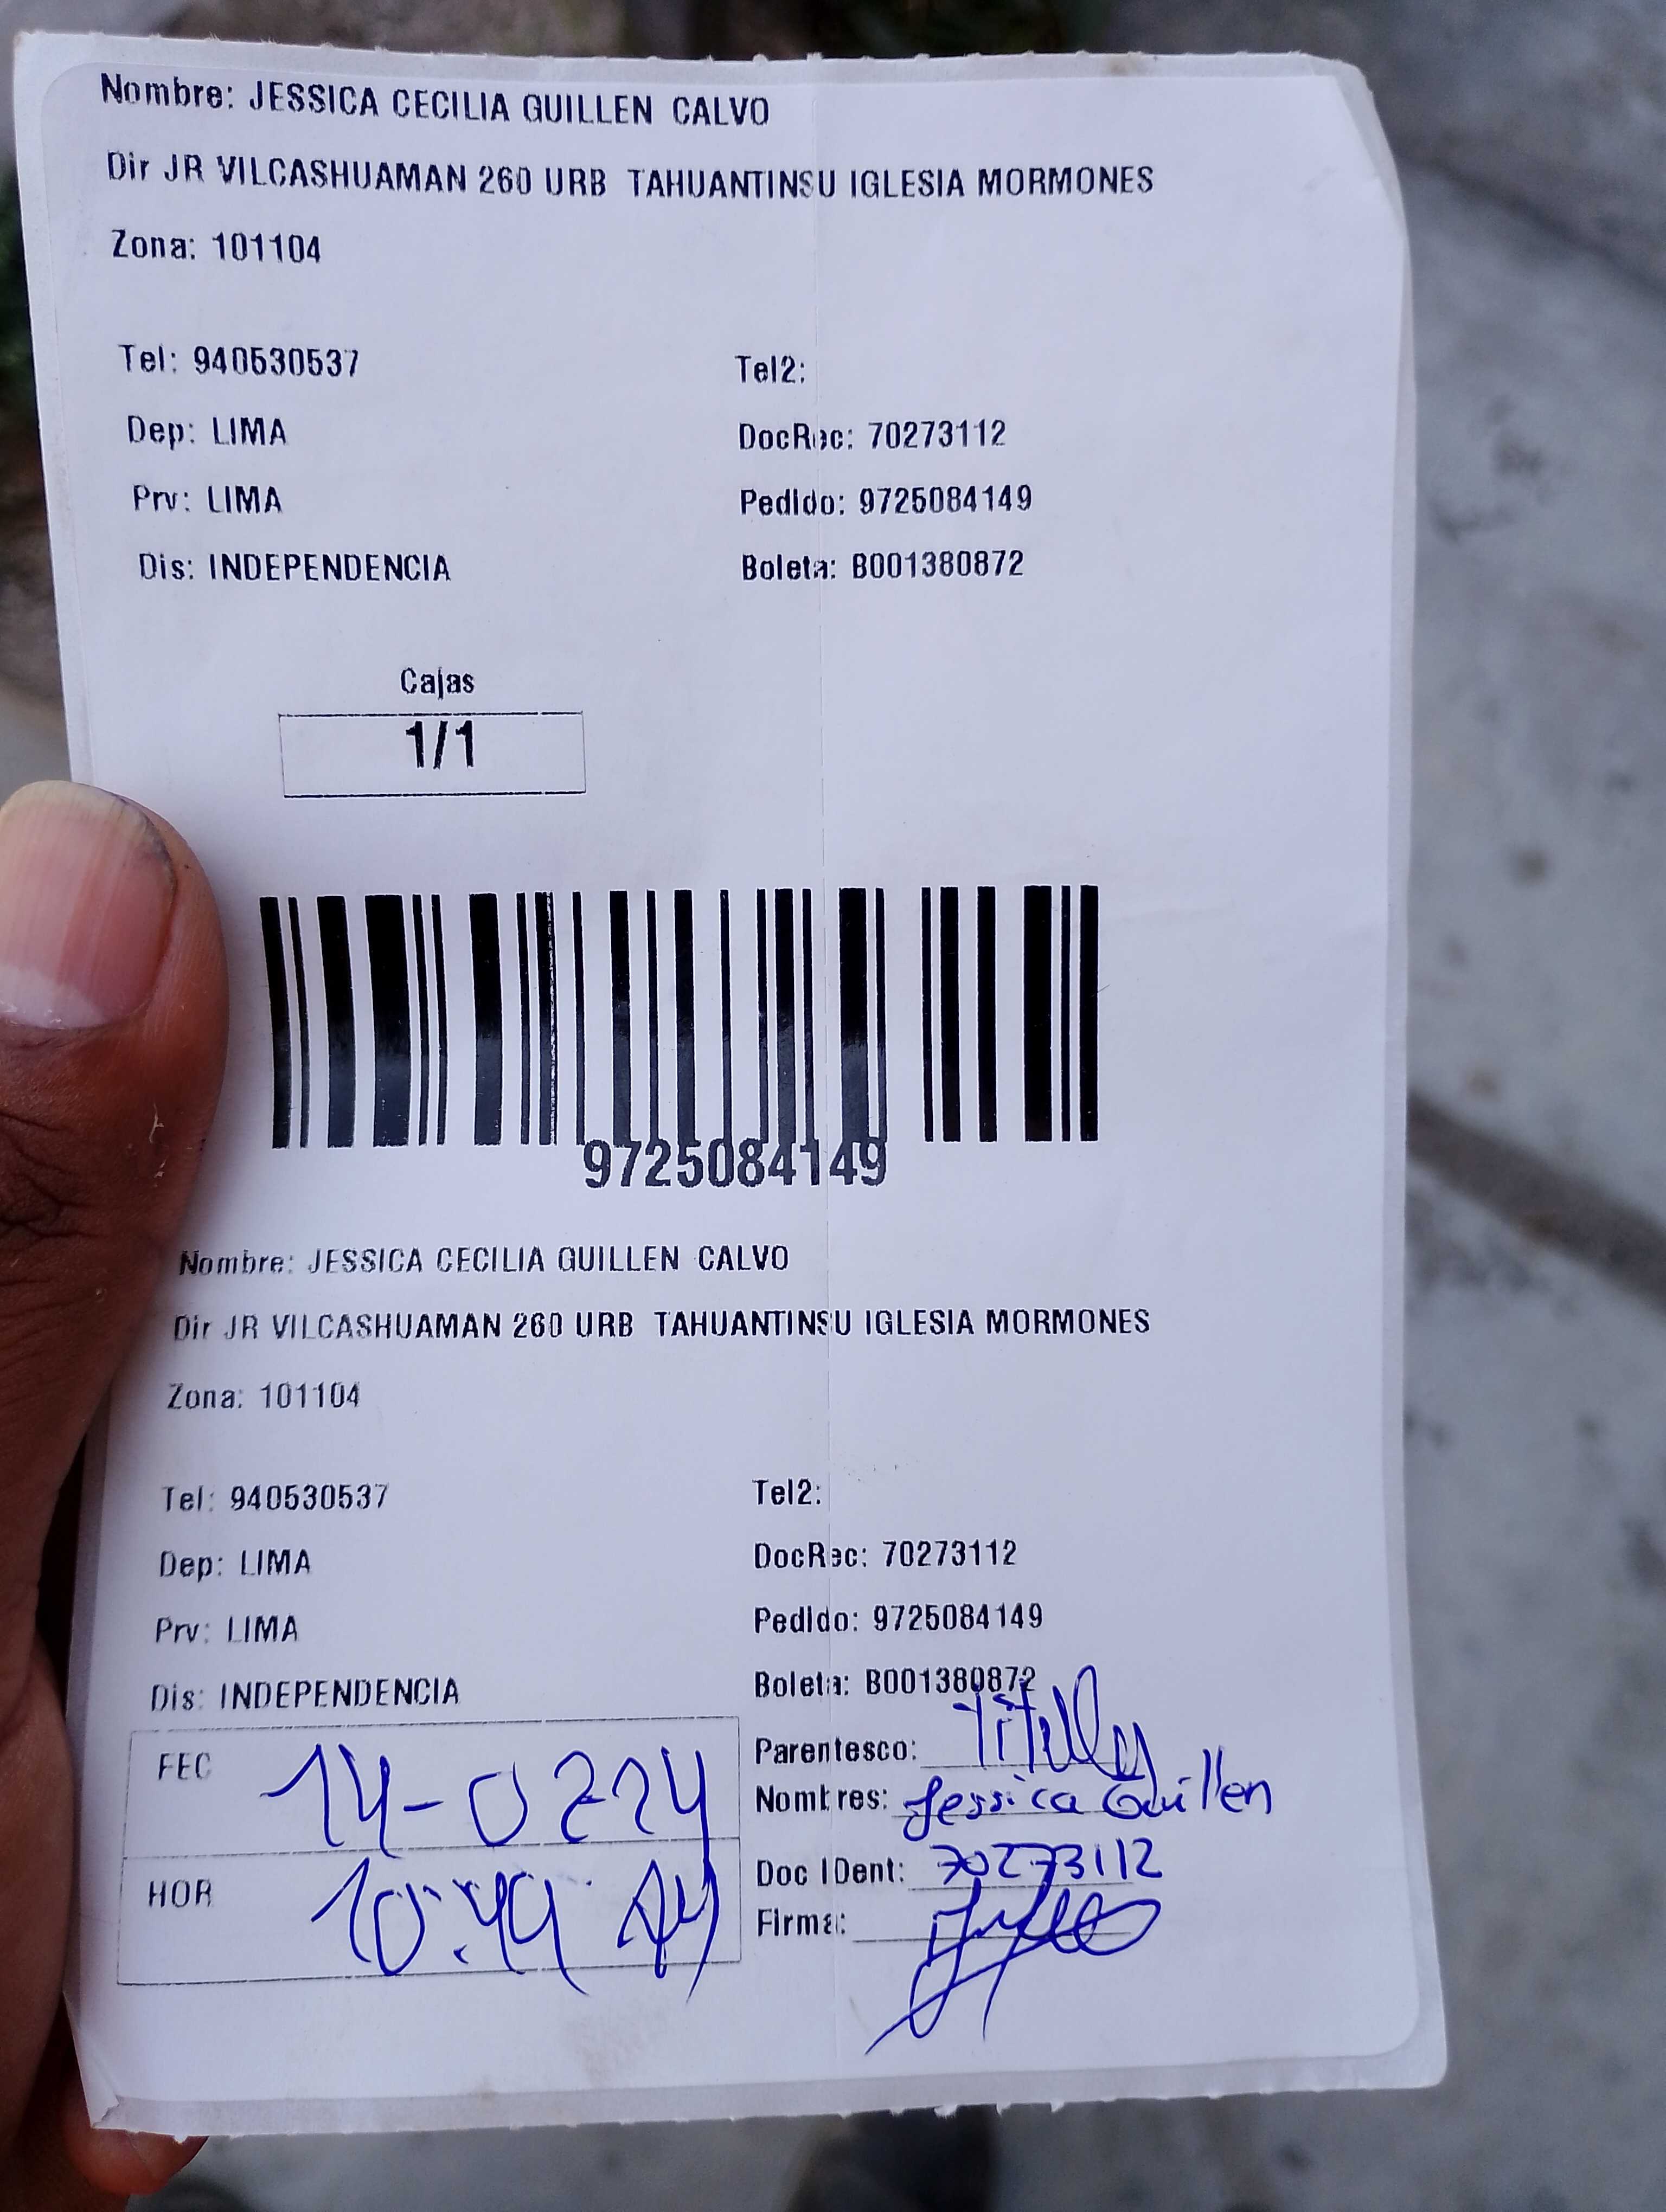 Nombre: JESSICA CECILIA GUILLEN CALVO
Dir JR VILCASHUAMAN 260 URB TAHUANTINSU IGLESIA MORMONES
Zona: 101104
Tel: 940530537 Tel2:
Dep: LIMA DocRec: 70273112
Prv: LIMA Pedido: 9725084149
Dis: INDEPENDENCIA Boleta: B001380872
Cajas
1/1
9725084149
Nombre: JESSICA CECILIA GUILLEN CALVO
Dir JR VILCASHUAMAN 260 URB TAHUANTINSU IGLESIA MORMONES
Zona: 101104
Tel: 940530537 Tel2:
Dep: LIMA DocRec: 70273112
Prv: LIMA Pedido: 9725084149
Dis: INDEPENDENCIA Boleta: B001380872
FEC 14-0224
HOR 10:49
Parentesco:
Nombres: Jessica Guillen
Doc IDent: 70273112
Firma: